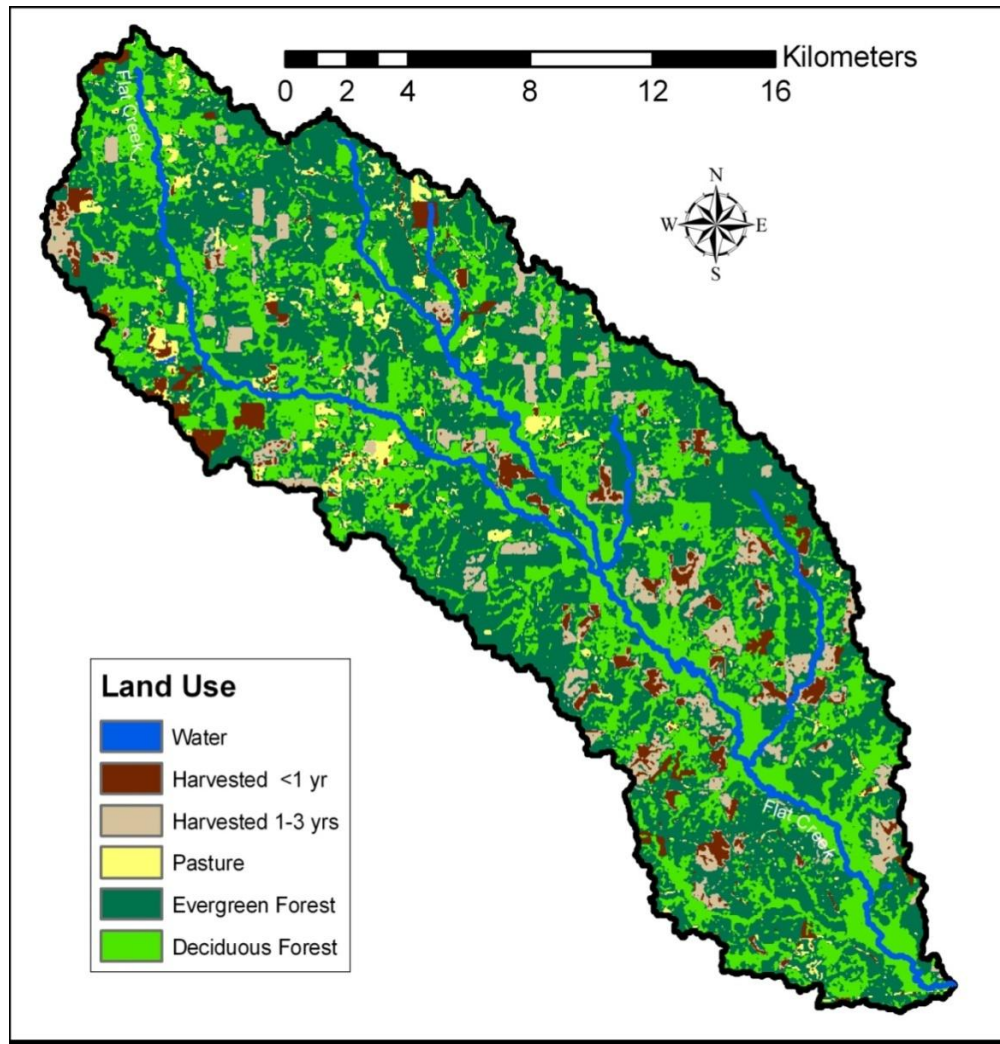 Kilometers
0 2 4 8 12 16
Flat Creek
N
W E
S
Land Use
Water
Harvested <1 yr
Harvested 1-3 yrs
Pasture
Evergreen Forest
Deciduous Forest
Flat Creek